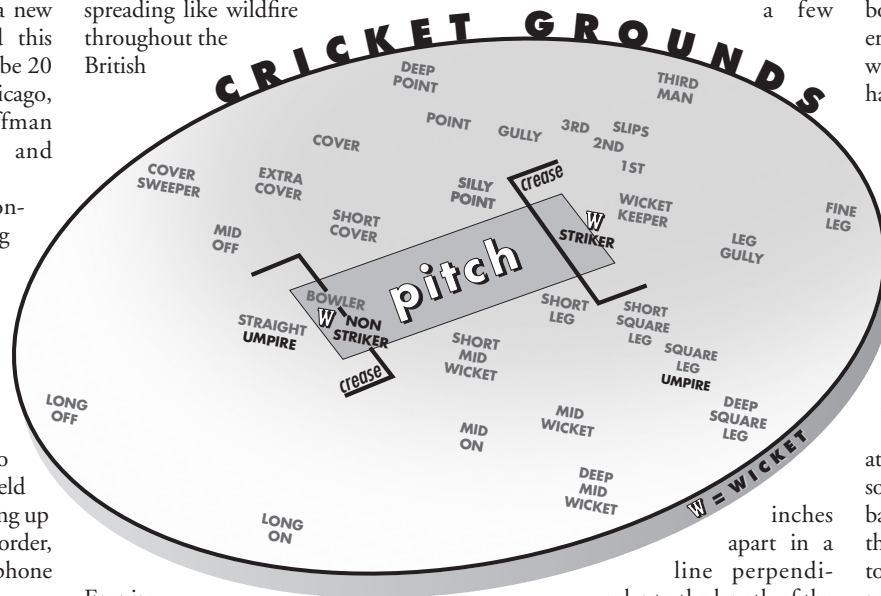 a new
this
be 20
icago,
ffman
and
on-
g
spreading like wildfire
throughout the
British
a few
CRICKET GROUNDS
DEEP
POINT
THIRD
MAN
POINT
GULLY
3RD
SLIPS
2ND
1ST
COVER
COVER
SWEEPER
EXTRA
COVER
SILLY
POINT
crease
WICKET
KEEPER
W
STRIKER
FINE
LEG
SHORT
COVER
MID
OFF
LEG
GULLY
pitch
BOWLER
W
NON
STRIKER
STRAIGHT
UMPIRE
SHORT
LEG
SHORT
SQUARE
LEG
SHORT
MID
WICKET
SQUARE
LEG
UMPIRE
crease
LONG
OFF
DEEP
SQUARE
LEG
MID
WICKET
MID
ON
DEEP
MID
WICKET
LONG
ON
W = WICKET
o
eld
ng up
order,
phone
inches
apart in a
line perpendi-
at
so
ba
th
to